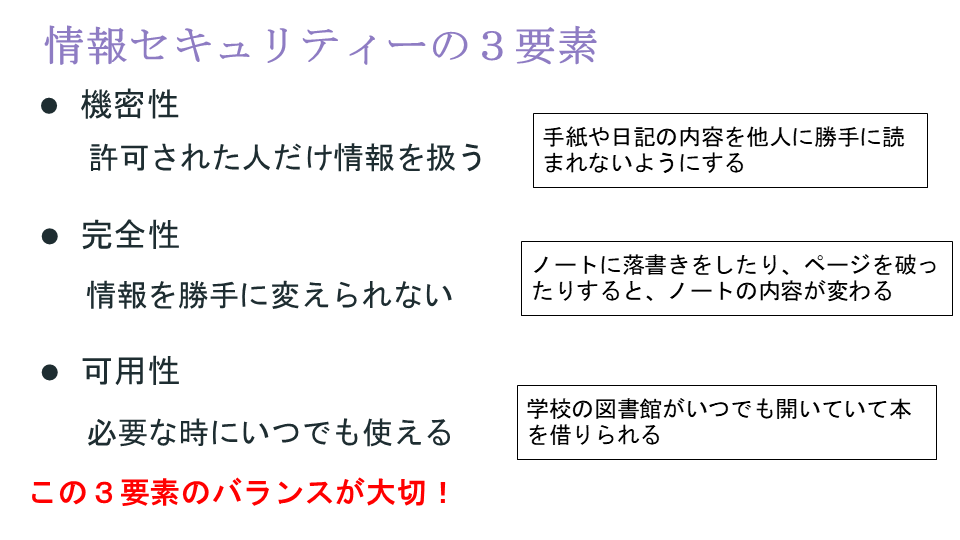 情報セキュリティーの３要素
● 機密性
許可された人だけ情報を扱う
手紙や日記の内容を他人に勝手に読
まれないようにする
● 完全性
情報を勝手に変えられない
ノートに落書きをしたり、ページを破っ
たりすると、ノートの内容が変わる
● 可用性
必要な時にいつでも使える
学校の図書館がいつでも開いていて本
を借りられる
この３要素のバランスが大切！